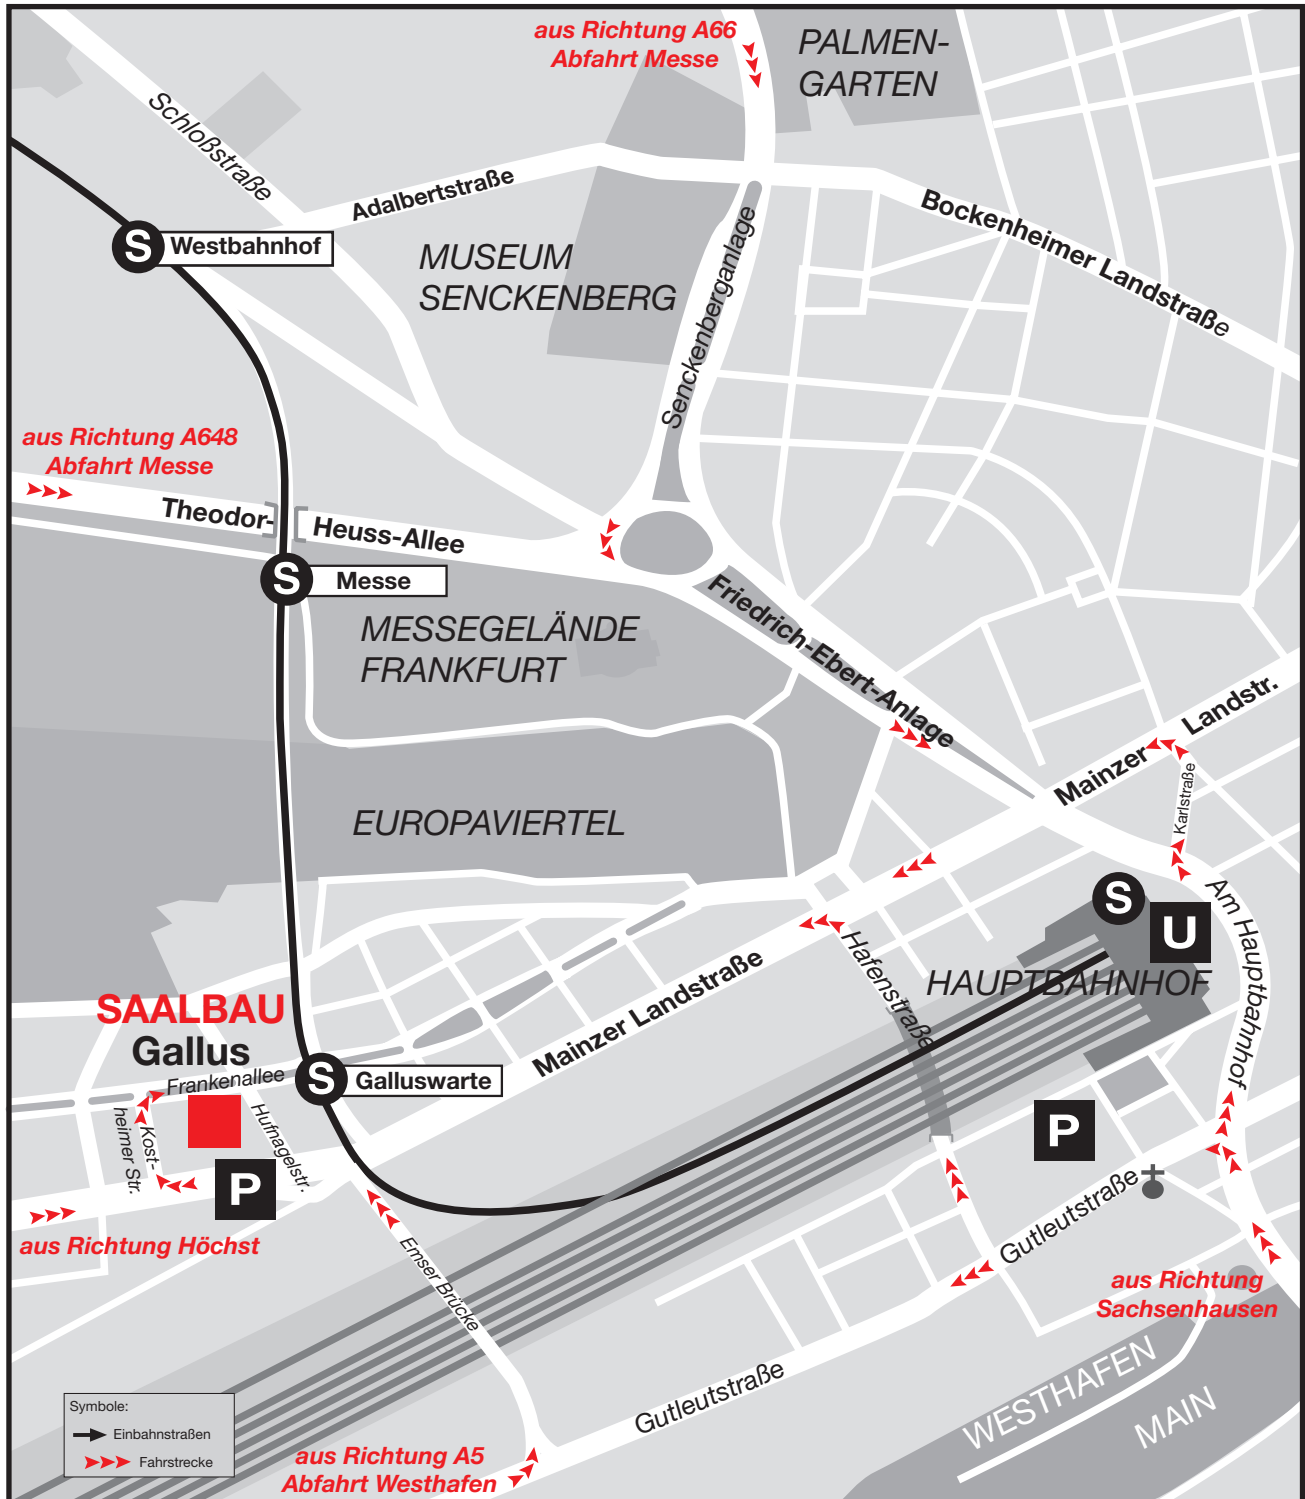 aus Richtung A66
Abfahrt Messe
PALMEN-
GARTEN
Schloßstraße
Adalbertstraße
Bockenheimer Landstraße
S Westbahnhof
MUSEUM
SENCKENBERG
Senckenberganlage
aus Richtung A648
Abfahrt Messe
Theodor-
Heuss-Allee
S Messe
Friedrich-Ebert-Anlage
MESSEGELÄNDE
FRANKFURT
Mainzer Landstr.
Karlstraße
EUROPAVIERTEL
S
U
Am Hauptbahnhof
Hafenstraße
HAUPTBAHNHOF
Mainzer Landstraße
SAALBAU
Gallus
Frankenallee
S Galluswarte
Kost-
heimer Str.
Hufnagelstr.
P
P
aus Richtung Höchst
Emser Brücke
Gutleutstraße
aus Richtung
Sachsenhausen
WESTHAFEN
MAIN
Gutleutstraße
Symbole:
Einbahnstraßen
Fahrstrecke
aus Richtung A5
Abfahrt Westhafen